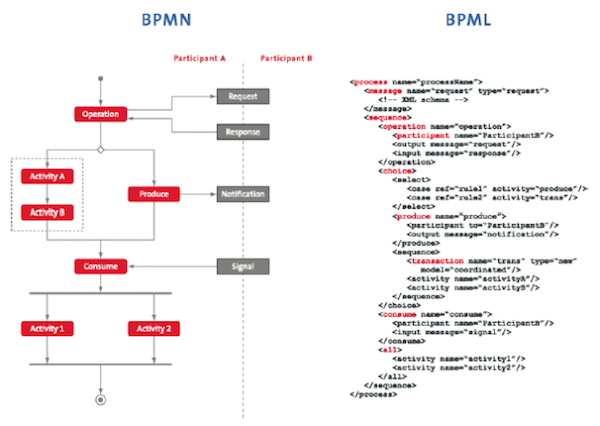 BPMN
Participant A
Participant B
Operation
Request
Response
Activity A
Activity B
Produce
Notification
Consume
Signal
Activity 1
Activity 2
BPML
<process name="processName">
<message name="request" type="request">
<!-- XML schema -->
</message>
<sequence>
<operation name="operation">
<participant name="ParticipantB"/>
<output message="request"/>
<input message="response"/>
</operation>
<choice>
<select>
<case ref="rule1" activity="produce"/>
<case ref="rule2" activity="trans"/>
</select>
<produce name="produce">
<participant to="ParticipantB"/>
<output message="notification"/>
</produce>
<sequence>
<transaction name="trans" type="new"
model="coordinated"/>
<activity name="activityA"/>
<activity name="activityB"/>
</sequence>
</choice>
<consume name="consume">
<participant name="ParticipantB"/>
<input message="signal"/>
</consume>
<all>
<activity name="activity1"/>
<activity name="activity2"/>
</all>
</sequence>
</process>